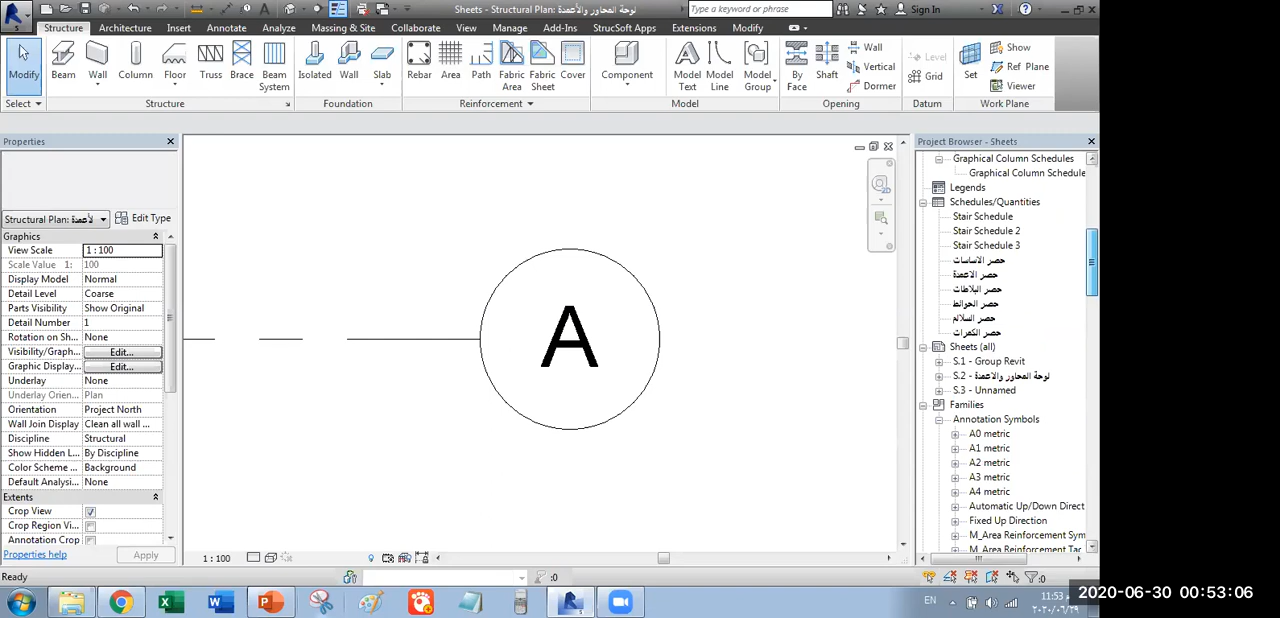 Sheets - Structural Plan: لوحة المحاور والأعمدة
Type a keyword or phrase
Sign In
Structure Architecture Insert Annotate Analyze Massing & Site Collaborate View Manage Add-Ins StrucSoft Apps Extensions Modify
Modify Beam Wall Column Floor Truss Brace Beam System Isolated Wall Slab Rebar Area Path Fabric Area Fabric Sheet Cover Component Model Text Model Line Model Group By Face Shaft
Wall
Vertical
Dormer
Level
Grid
Set
Show
Ref Plane
Viewer
Select Structure Foundation Reinforcement Model Opening Datum Work Plane
Properties
Structural Plan:
Edit Type
Graphics
View Scale 1 : 100
Scale Value 1: 100
Display Model Normal
Detail Level Coarse
Parts Visibility Show Original
Detail Number 1
Rotation on Sh... None
Visibility/Graph... Edit...
Graphic Display... Edit...
Underlay None
Underlay Orien... Plan
Orientation Project North
Wall Join Display Clean all wall ...
Discipline Structural
Show Hidden L... By Discipline
Color Scheme ... Background
Default Analysi... None
Extents
Crop View
Crop Region Vi...
Annotation Crop
Properties help
Apply
A
1 : 100
Project Browser - Sheets
Graphical Column Schedules
Graphical Column Schedule
Legends
Schedules/Quantities
Stair Schedule
Stair Schedule 2
Stair Schedule 3
حصر الاساسات
حصر الاعمدة
حصر البلاطات
حصر الحوائط
حصر السلالم
حصر الكمرات
Sheets (all)
S.1 - Group Revit
S.2 - لوحة المحاور والاعمدة
S.3 - Unnamed
Families
Annotation Symbols
A0 metric
A1 metric
A2 metric
A3 metric
A4 metric
Automatic Up/Down Direct
Fixed Up Direction
M_Area Reinforcement Sym
M_Area Reinforcement Tag
Ready
:0
:0
EN
11:53
٢٠٢٠/٠٦/٢٩
2020-06-30 00:53:06